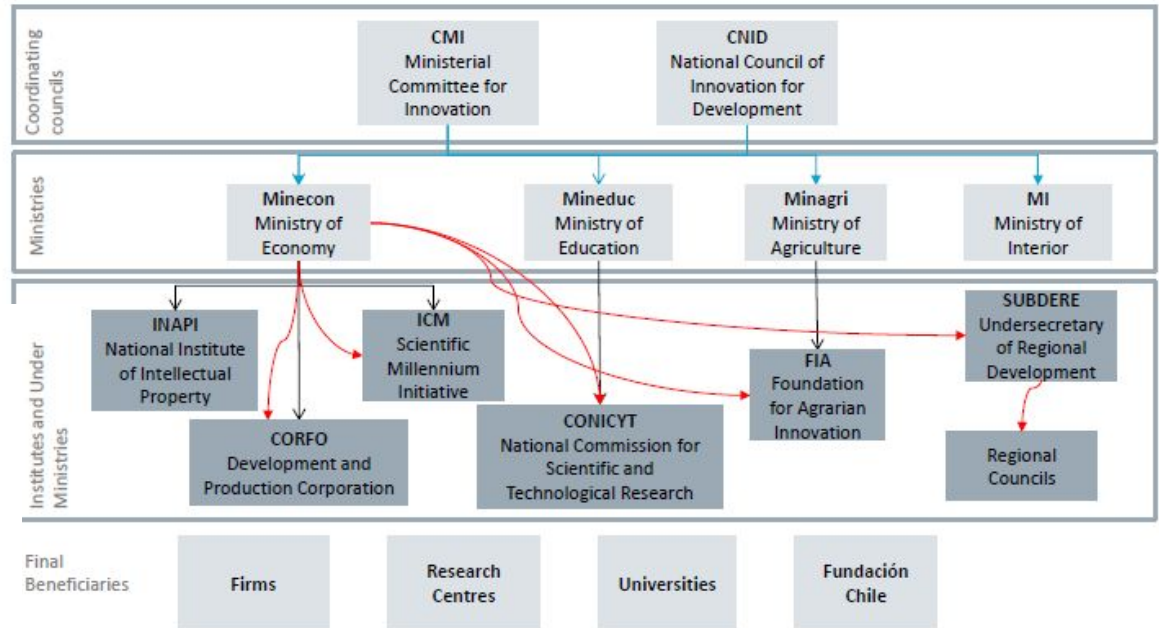 Coordinating
councils
CMI
Ministerial
Committee for
Innovation
CNID
National Council of
Innovation for
Development
Ministries
Minecon
Ministry of
Economy
Mineduc
Ministry of
Education
Minagri
Ministry of
Agriculture
MI
Ministry of
Interior
Institutes and Under
Ministries
INAPI
National Institute
of Intellectual
Property
ICM
Scientific
Millennium
Initiative
SUBDERE
Undersecretary
of Regional
Development
FIA
Foundation
for Agrarian
Innovation
CORFO
Development and
Production Corporation
CONICYT
National Commission for
Scientific and
Technological Research
Regional
Councils
Final
Beneficiaries
Firms
Research
Centres
Universities
Fundación
Chile